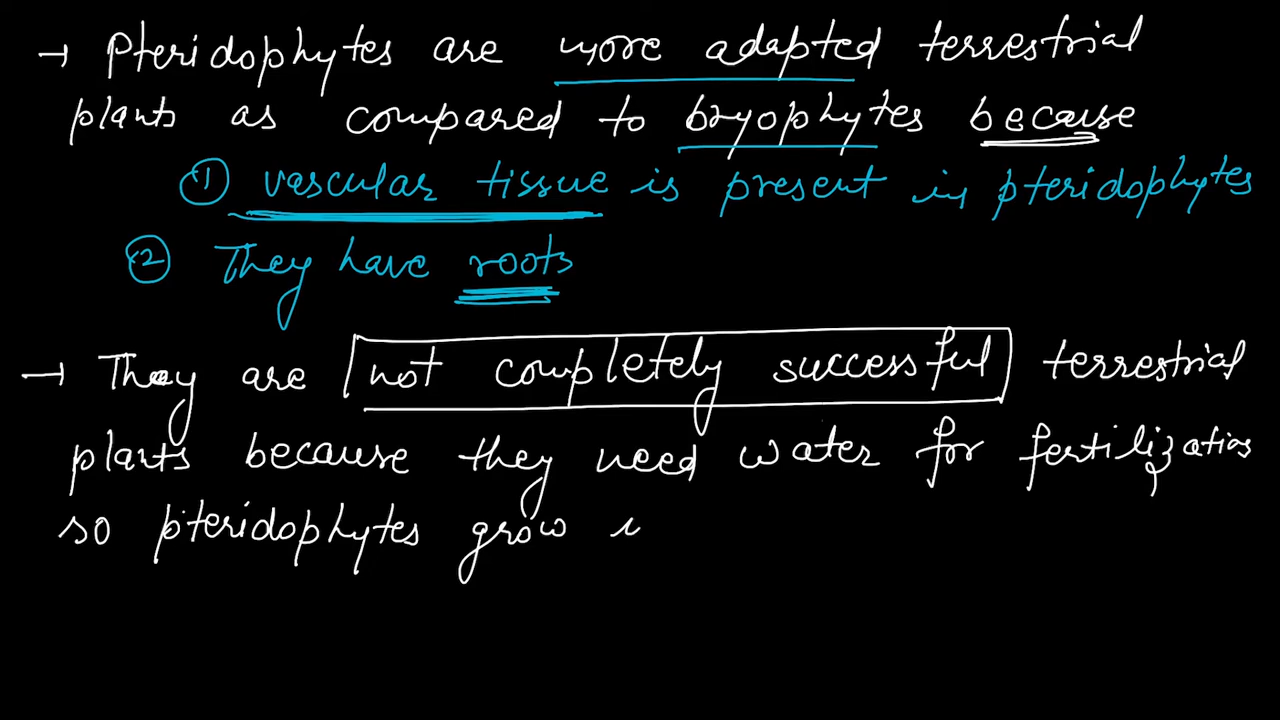 → Pteridophytes are more adapted terrestrial
plants as compared to bryophytes because
① vascular tissue is present in pteridophytes
② They have roots
→ They are not completely successful terrestrial
plants because they need water for fertilization
so pteridophytes grow